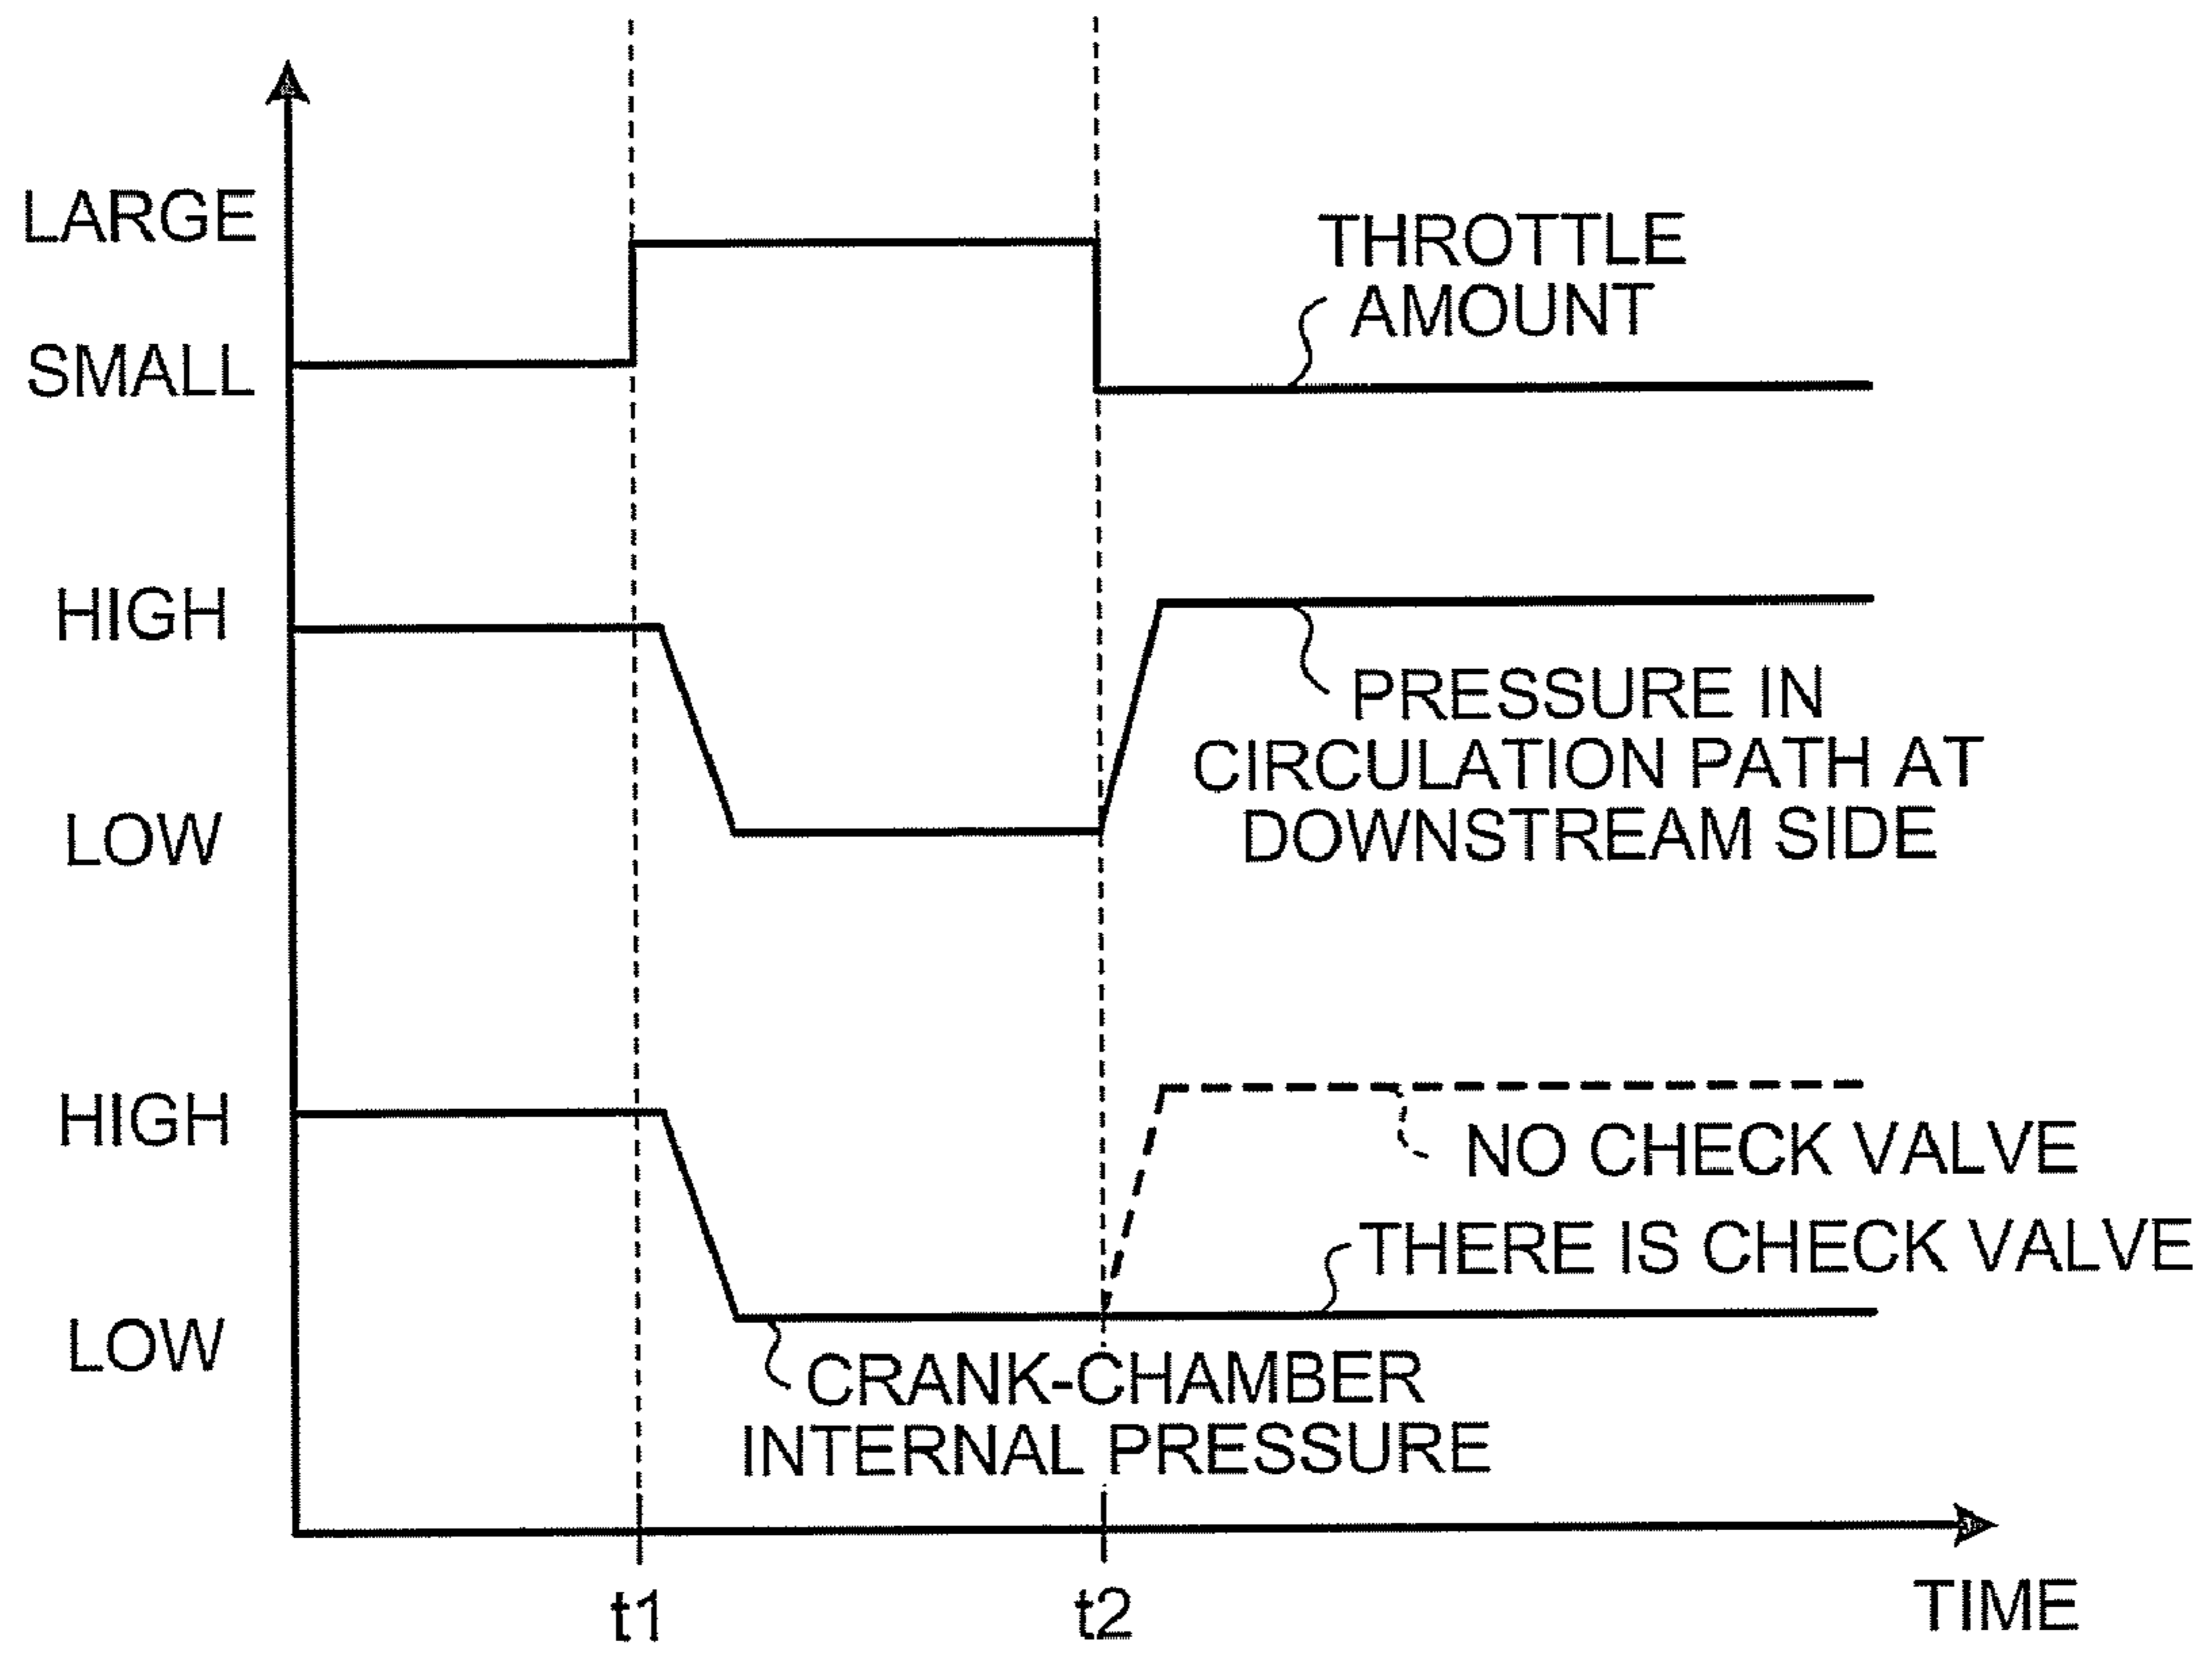 LARGE
THROTTLE
AMOUNT
SMALL
HIGH
PRESSURE IN
CIRCULATION PATH AT
DOWNSTREAM SIDE
LOW
HIGH
NO CHECK VALVE
THERE IS CHECK VALVE
LOW
CRANK-CHAMBER
INTERNAL PRESSURE
t1
t2
TIME